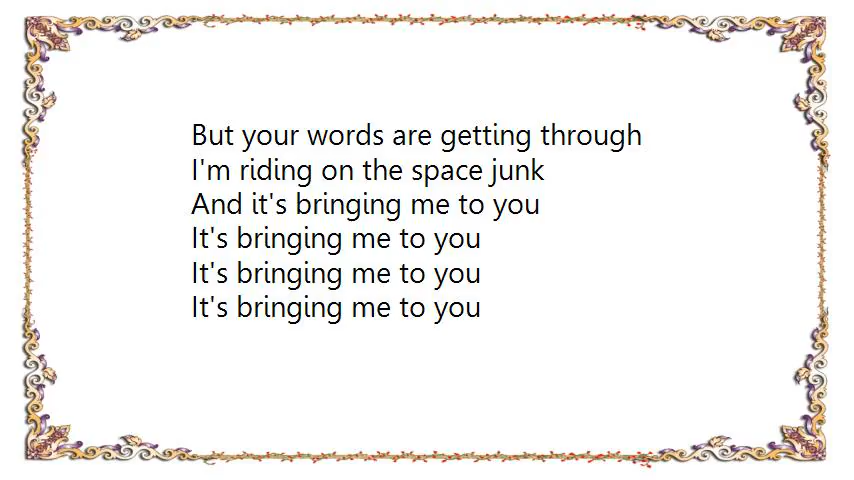 But your words are getting through
I'm riding on the space junk
And it's bringing me to you
It's bringing me to you
It's bringing me to you
It's bringing me to you